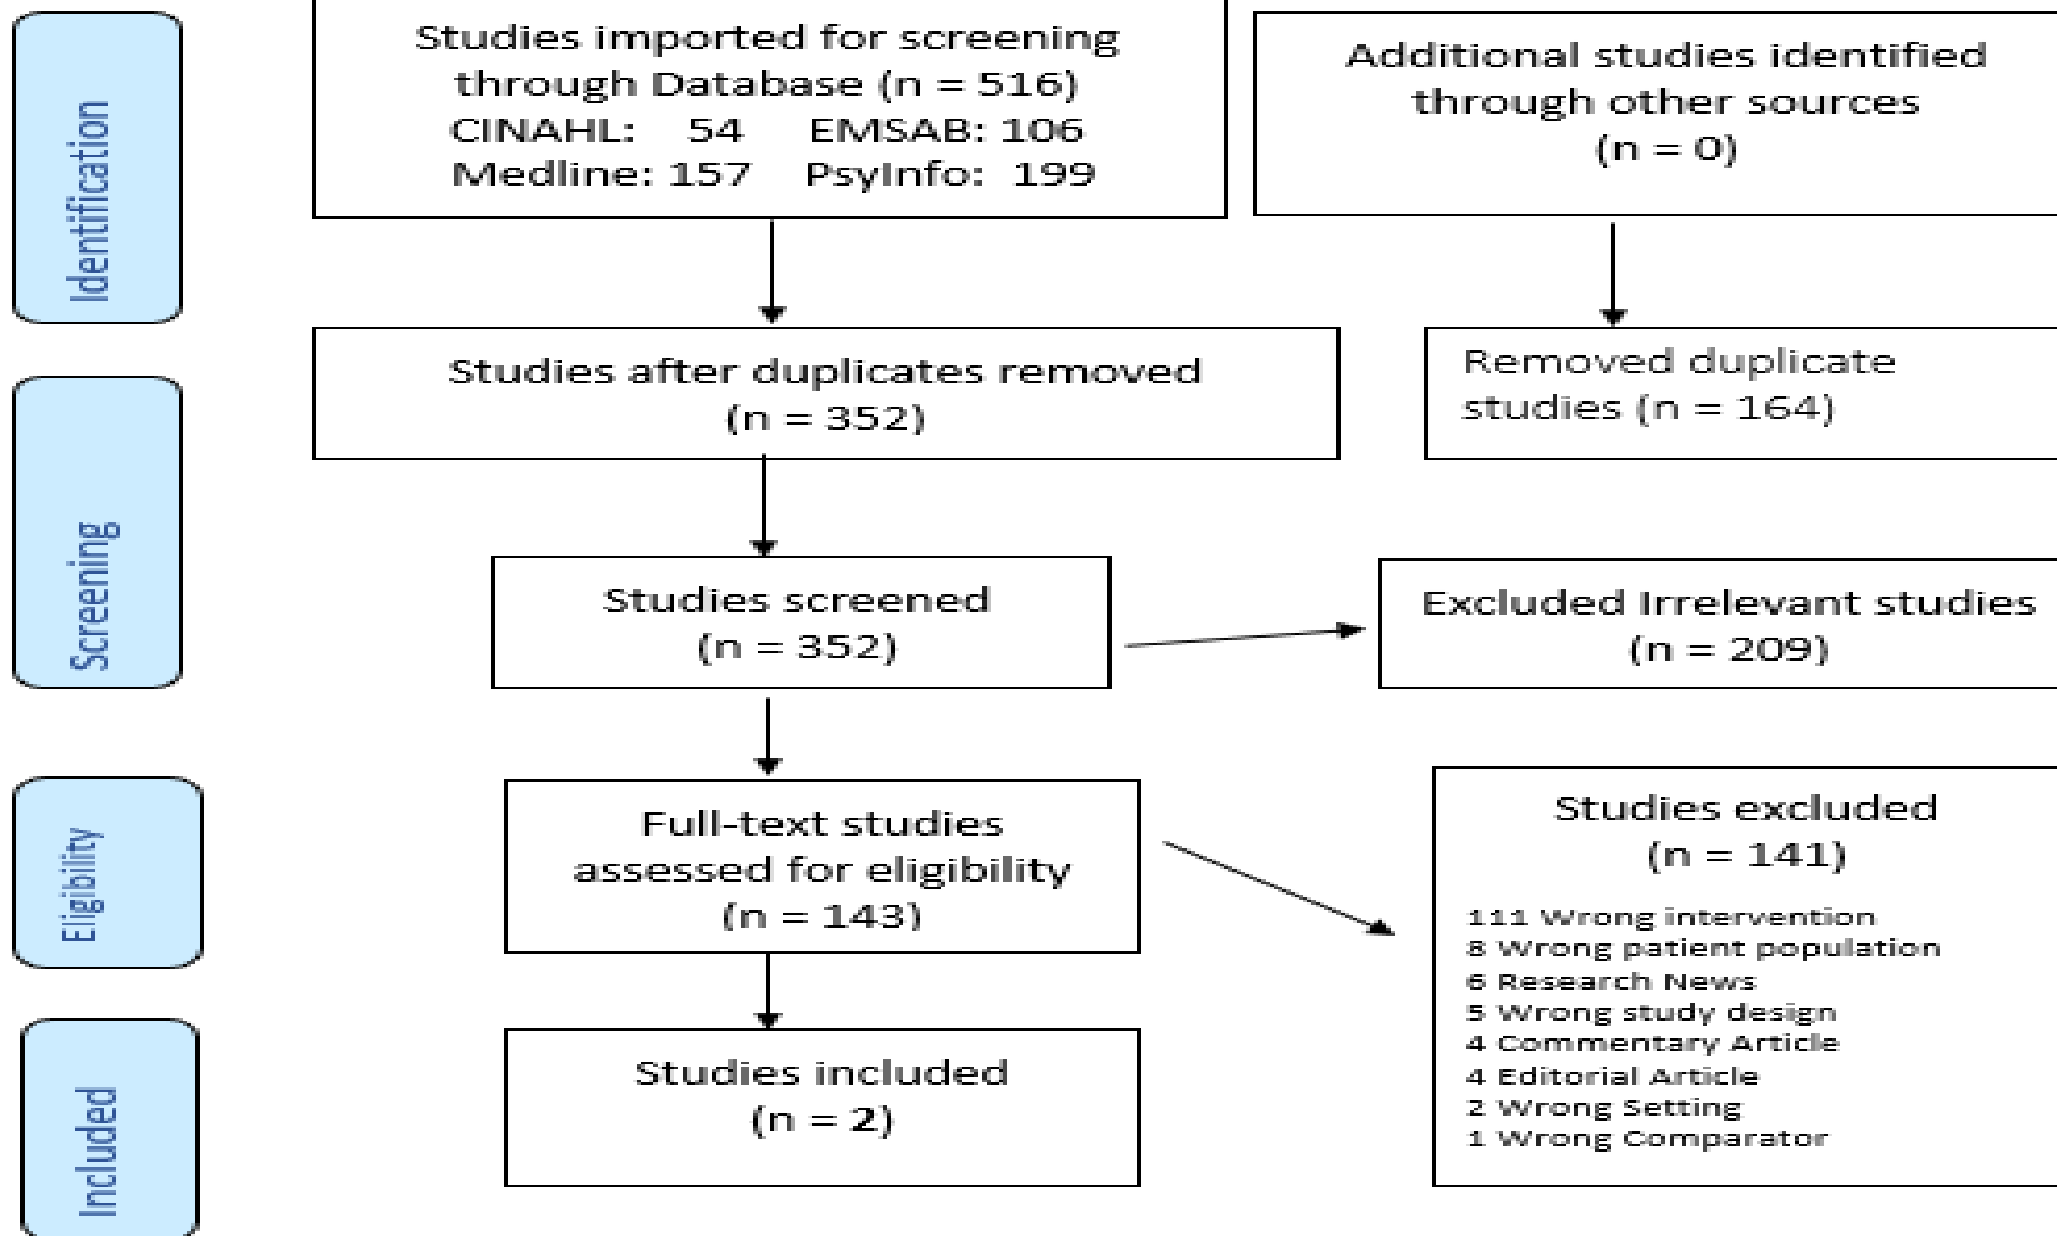 Identification
Studies imported for screening
through Database (n = 516)
CINAHL: 54 EMSAB: 106
Medline: 157 PsyInfo: 199
Additional studies identified
through other sources
(n = 0)
Studies after duplicates removed
(n = 352)
Removed duplicate
studies (n = 164)
Screening
Studies screened
(n = 352)
Excluded Irrelevant studies
(n = 209)
Eligibility
Full-text studies
assessed for eligibility
(n = 143)
Studies excluded
(n = 141)
111 Wrong intervention
8 Wrong patient population
6 Research News
5 Wrong study design
4 Commentary Article
4 Editorial Article
2 Wrong Setting
1 Wrong Comparator
Included
Studies included
(n = 2)